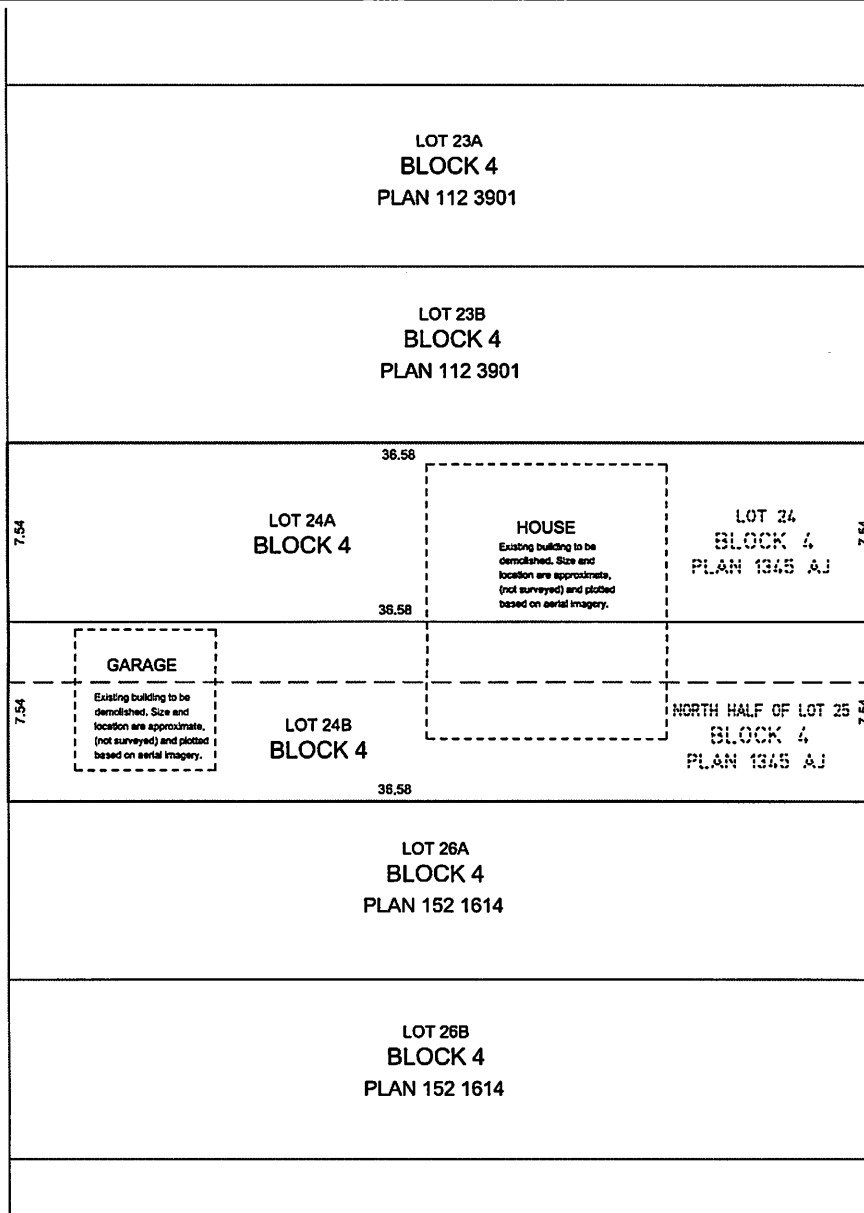 LOT 23A
BLOCK 4
PLAN 112 3901
LOT 23B
BLOCK 4
PLAN 112 3901
36.58
7.54
LOT 24A
BLOCK 4
HOUSE
Existing building to be
demolished. Size and
location are approximate,
(not surveyed) and plotted
based on aerial imagery.
LOT 24
BLOCK 4
PLAN 1345 AJ
7.54
36.58
GARAGE
Existing building to be
demolished. Size and
location are approximate,
(not surveyed) and plotted
based on aerial imagery.
7.54
LOT 24B
BLOCK 4
NORTH HALF OF LOT 25
BLOCK 4
PLAN 1345 AJ
7.54
36.58
LOT 26A
BLOCK 4
PLAN 152 1614
LOT 26B
BLOCK 4
PLAN 152 1614